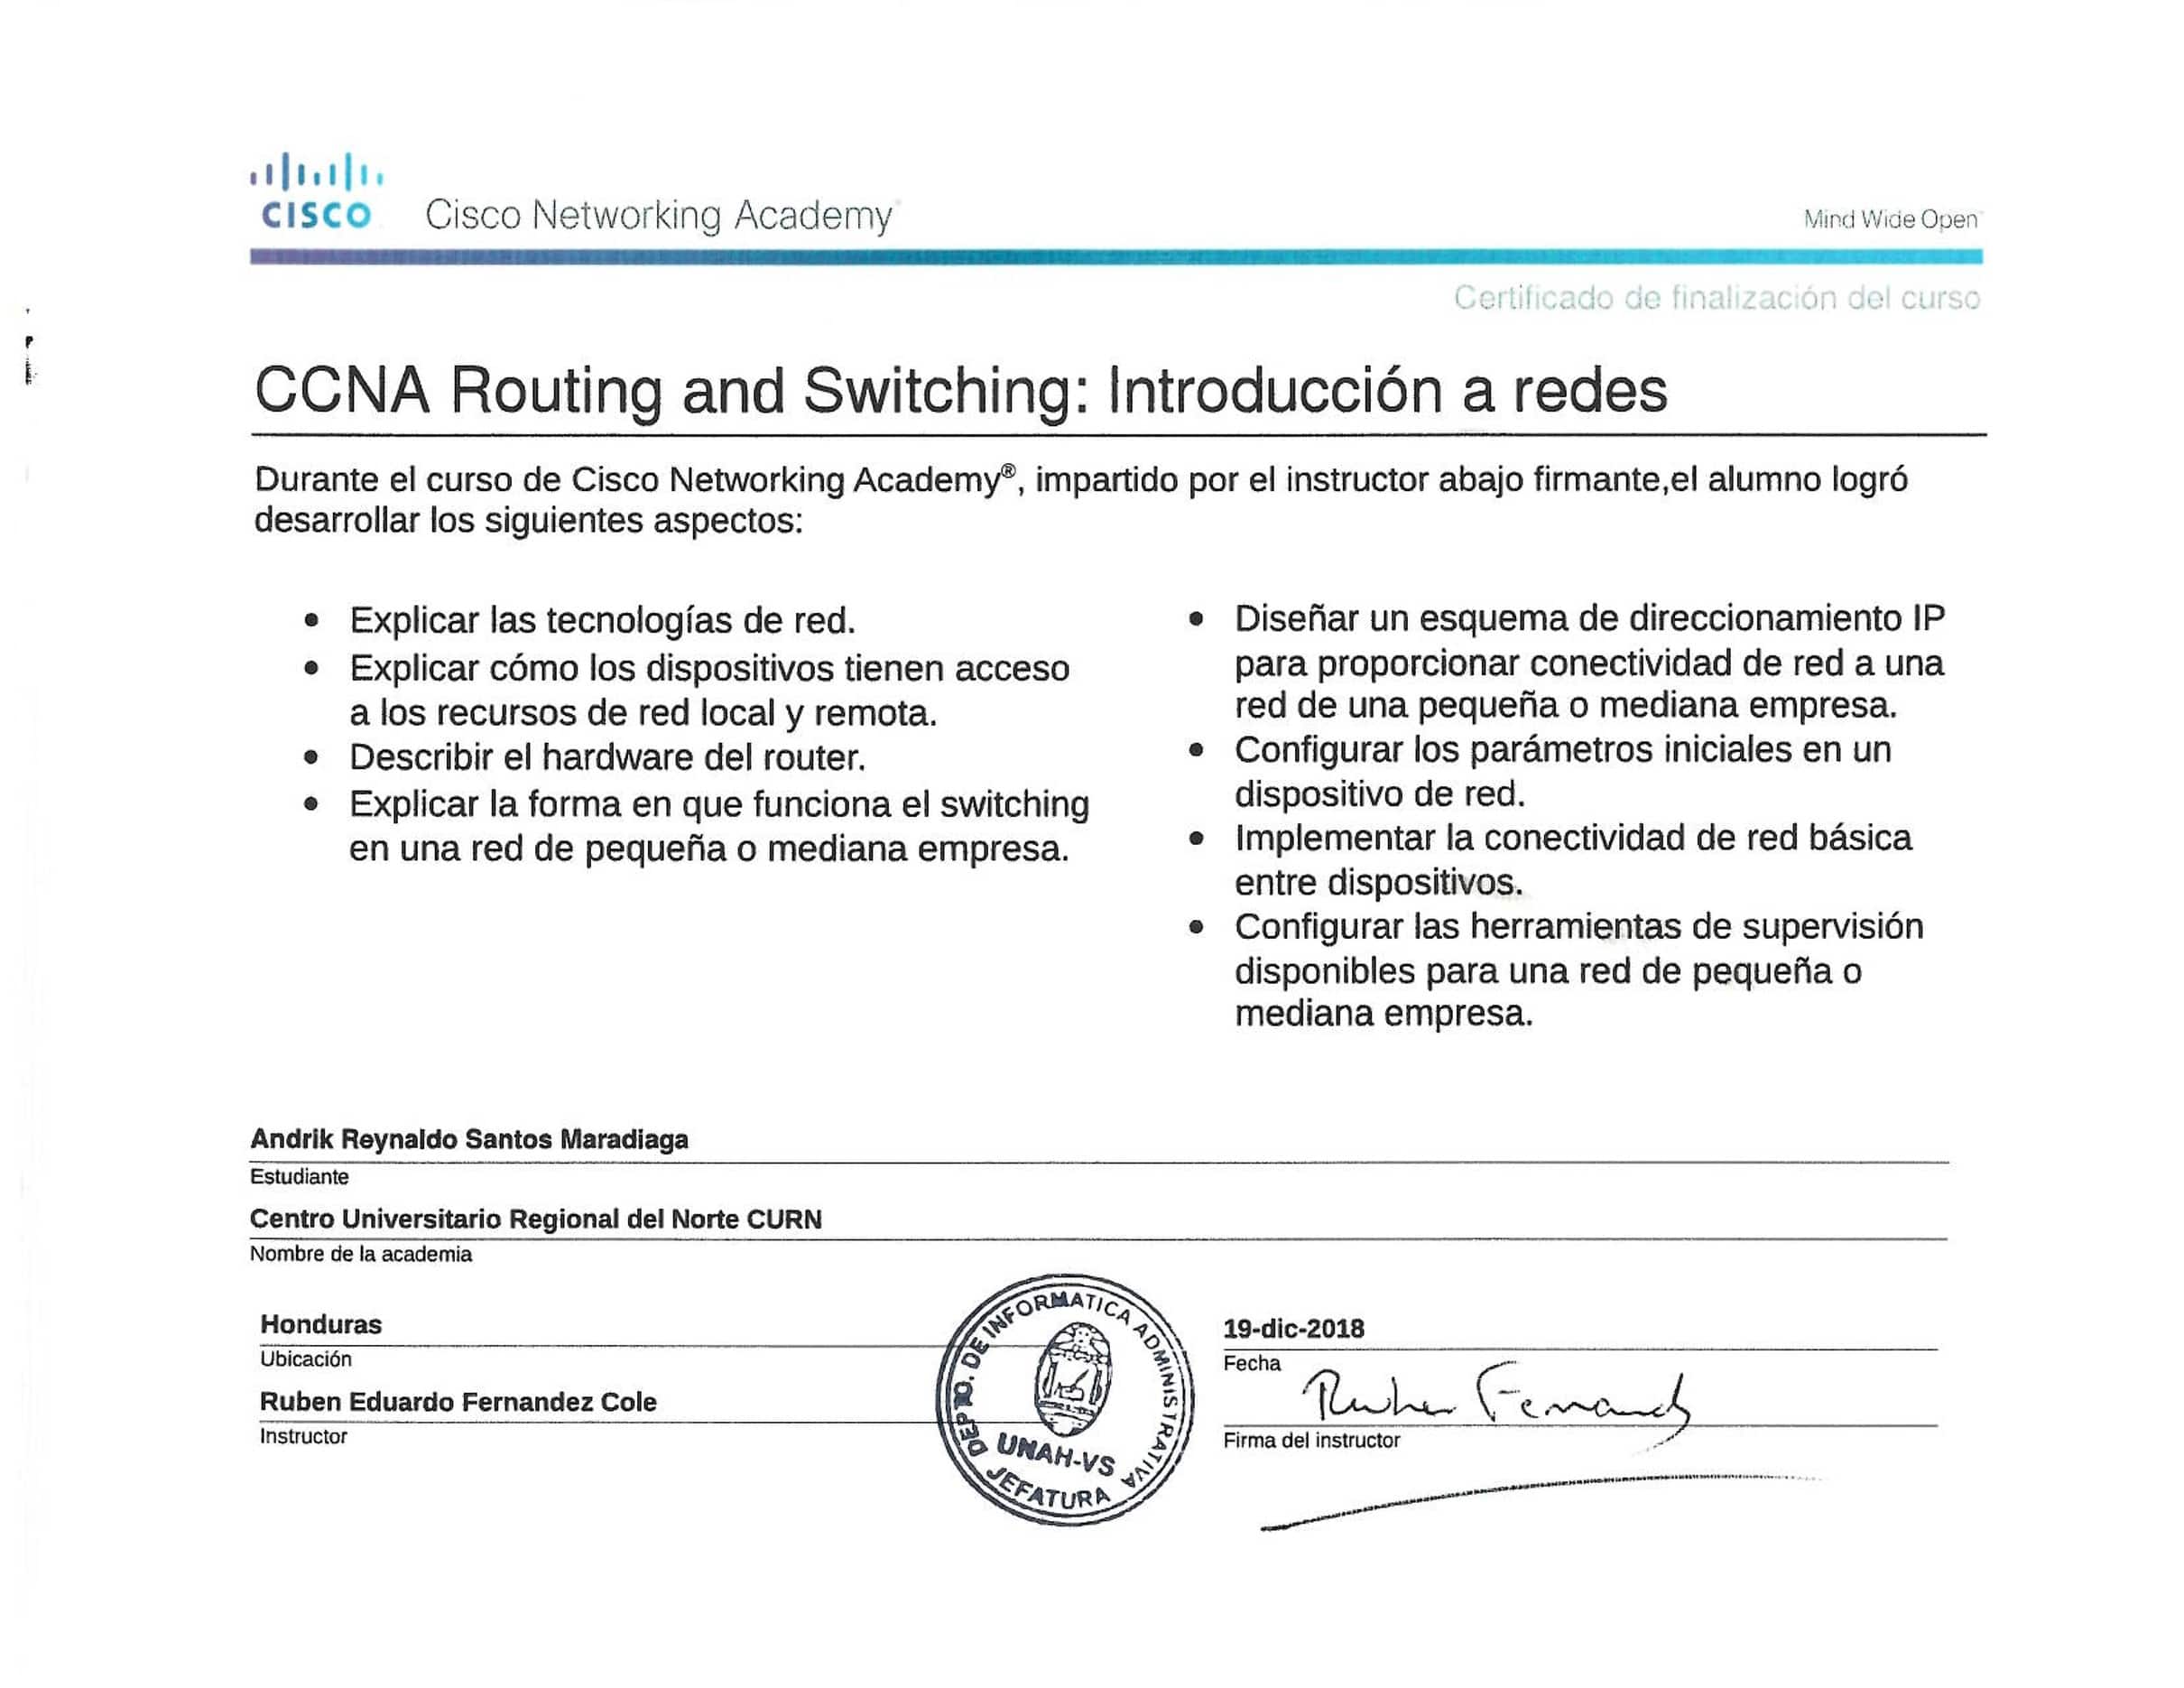 CISCO Cisco Networking Academy Mind Wide Open
Certificado de finalización del curso
CCNA Routing and Switching: Introducción a redes
Durante el curso de Cisco Networking Academy®, impartido por el instructor abajo firmante,el alumno logró
desarrollar los siguientes aspectos:
• Explicar las tecnologías de red.
• Explicar cómo los dispositivos tienen acceso
a los recursos de red local y remota.
• Describir el hardware del router.
• Explicar la forma en que funciona el switching
en una red de pequeña o mediana empresa.
• Diseñar un esquema de direccionamiento IP
para proporcionar conectividad de red a una
red de una pequeña o mediana empresa.
• Configurar los parámetros iniciales en un
dispositivo de red.
• Implementar la conectividad de red básica
entre dispositivos.
• Configurar las herramientas de supervisión
disponibles para una red de pequeña o
mediana empresa.
Andrik Reynaldo Santos Maradiaga
Estudiante
Centro Universitario Regional del Norte CURN
Nombre de la academia
Honduras
Ubicación
Ruben Eduardo Fernandez Cole
Instructor
DEPTO. DE INFORMATICA ADMINISTRATIVA
UNAH-VS
JEFATURA
19-dic-2018
Fecha
Ruben Fernand
Firma del instructor